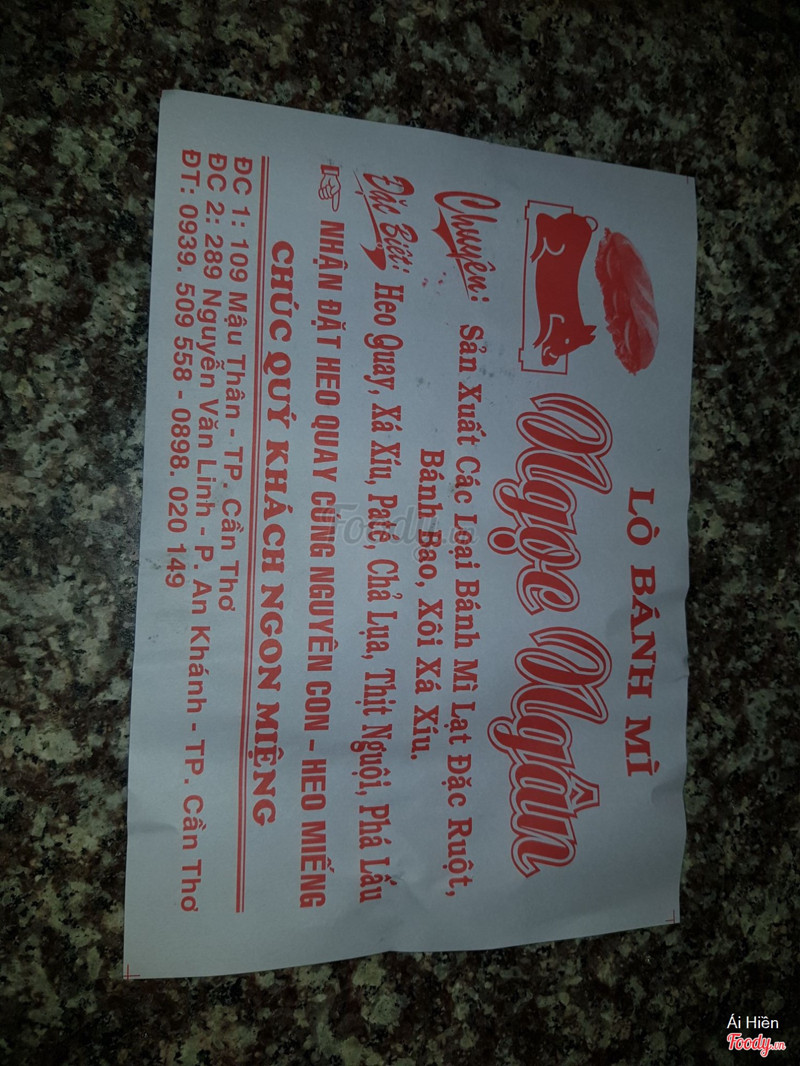 LÒ BÁNH MÌ
Ngọc Ngân
Chuyên: Sản Xuất Các Loại Bánh Mì Lạt Đặc Ruột,
Bánh Bao, Xôi Xá Xíu.
Đặc Biệt: Heo Quay, Xá Xíu, Patê, Chả Lụa, Thịt Nguội, Phá Lấu
NHẬN ĐẶT HEO QUAY CÚNG NGUYÊN CON - HEO MIẾNG
CHÚC QUÝ KHÁCH NGON MIỆNG
ĐC 1: 109 Mậu Thân - TP. Cần Thơ
ĐC 2: 289 Nguyễn Văn Linh - P. An Khánh - TP. Cần Thơ
ĐT: 0939. 509 558 - 0898. 020 149
Foody.vn
Ái Hiền
Foody.vn